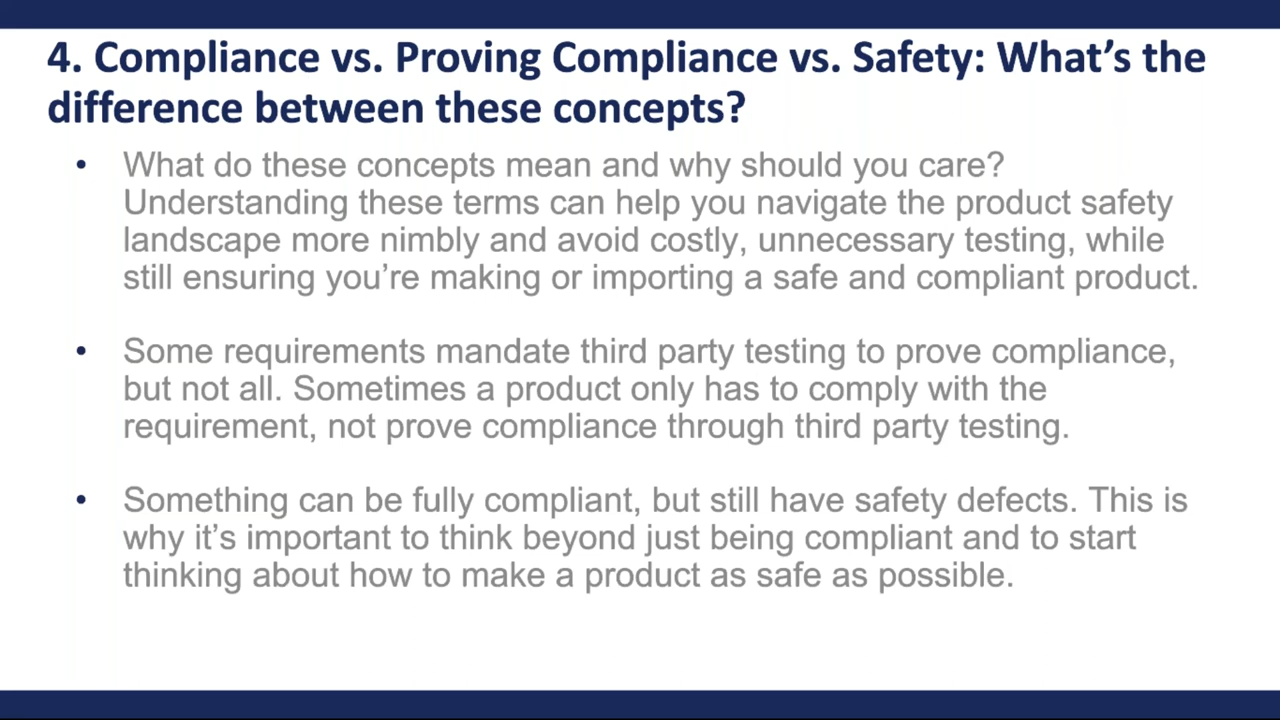 4. Compliance vs. Proving Compliance vs. Safety: What’s the
difference between these concepts?
• What do these concepts mean and why should you care?
Understanding these terms can help you navigate the product safety
landscape more nimbly and avoid costly, unnecessary testing, while
still ensuring you’re making or importing a safe and compliant product.
• Some requirements mandate third party testing to prove compliance,
but not all. Sometimes a product only has to comply with the
requirement, not prove compliance through third party testing.
• Something can be fully compliant, but still have safety defects. This is
why it’s important to think beyond just being compliant and to start
thinking about how to make a product as safe as possible.